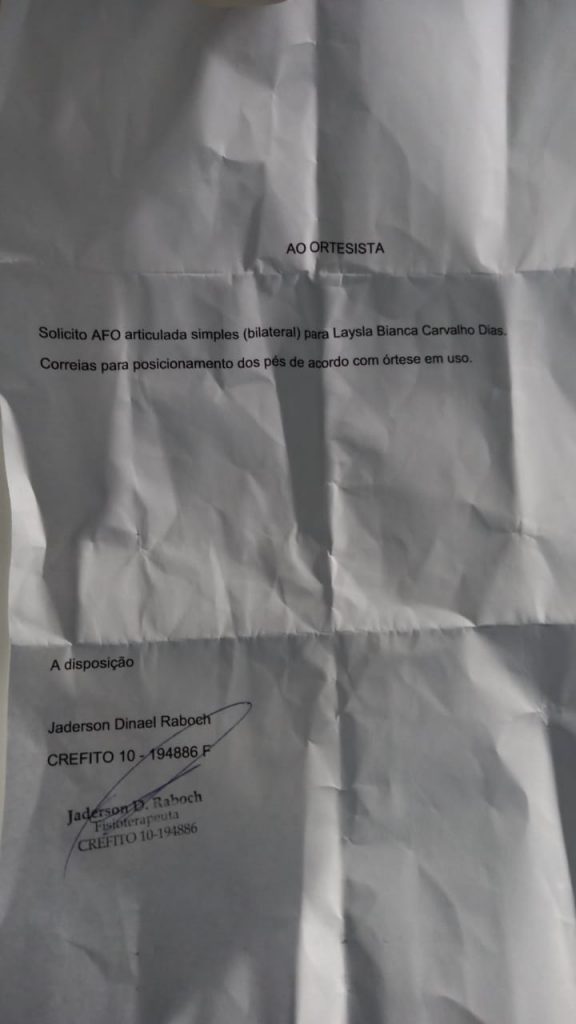 AO ORTESISTA
Solicito AFO articulada simples (bilateral) para Laysla Bianca Carvalho Dias.
Correias para posicionamento dos pés de acordo com órtese em uso.
A disposição
Jaderson Dinael Raboch
CREFITO 10 - 194886 F
Jaderson D. Raboch
Fisioterapeuta
CREFITO 10-194886